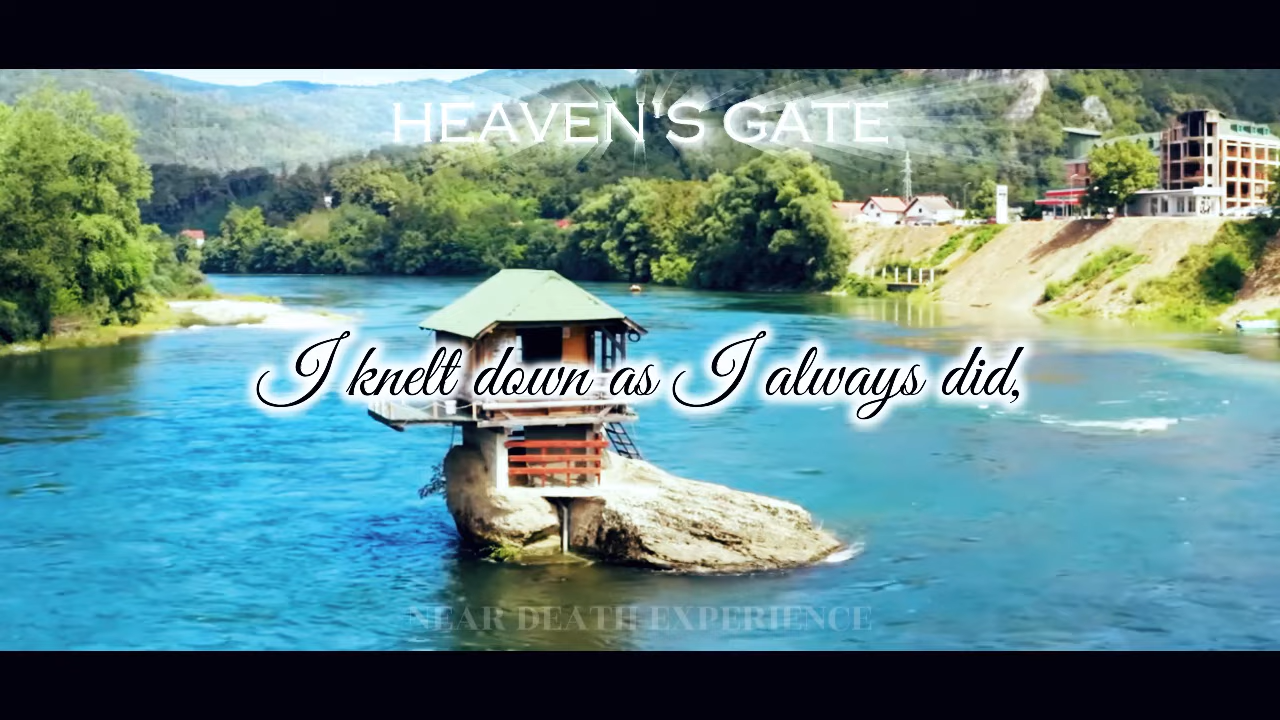 HEAVEN'S GATE
I knelt down as I always did,
NEAR DEATH EXPERIENCE